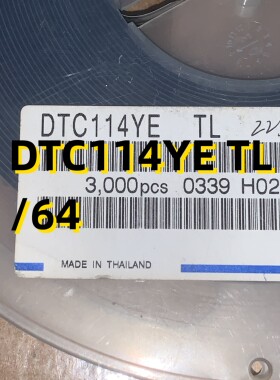 DTC114YE TL
DTC114YE TL
/64
3,000pcs 0339 H02
MADE IN THAILAND